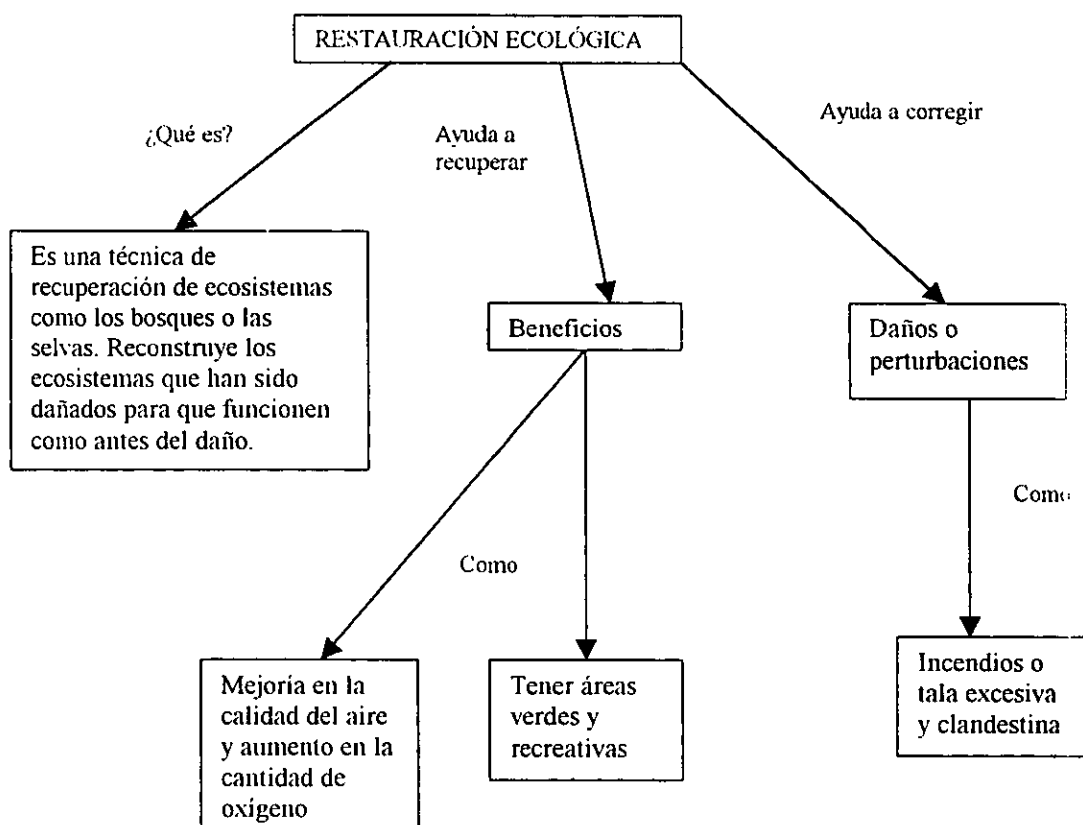 RESTAURACIÓN ECOLÓGICA
¿Qué es?
Ayuda a
recuperar
Ayuda a corregir
Es una técnica de
recuperación de ecosistemas
como los bosques o las
selvas. Reconstruye los
ecosistemas que han sido
dañados para que funcionen
como antes del daño.
Beneficios
Daños o
perturbaciones
Como
Como
Mejoría en la
calidad del aire
y aumento en la
cantidad de
oxígeno
Tener áreas
verdes y
recreativas
Incendios o
tala excesiva
y clandestina